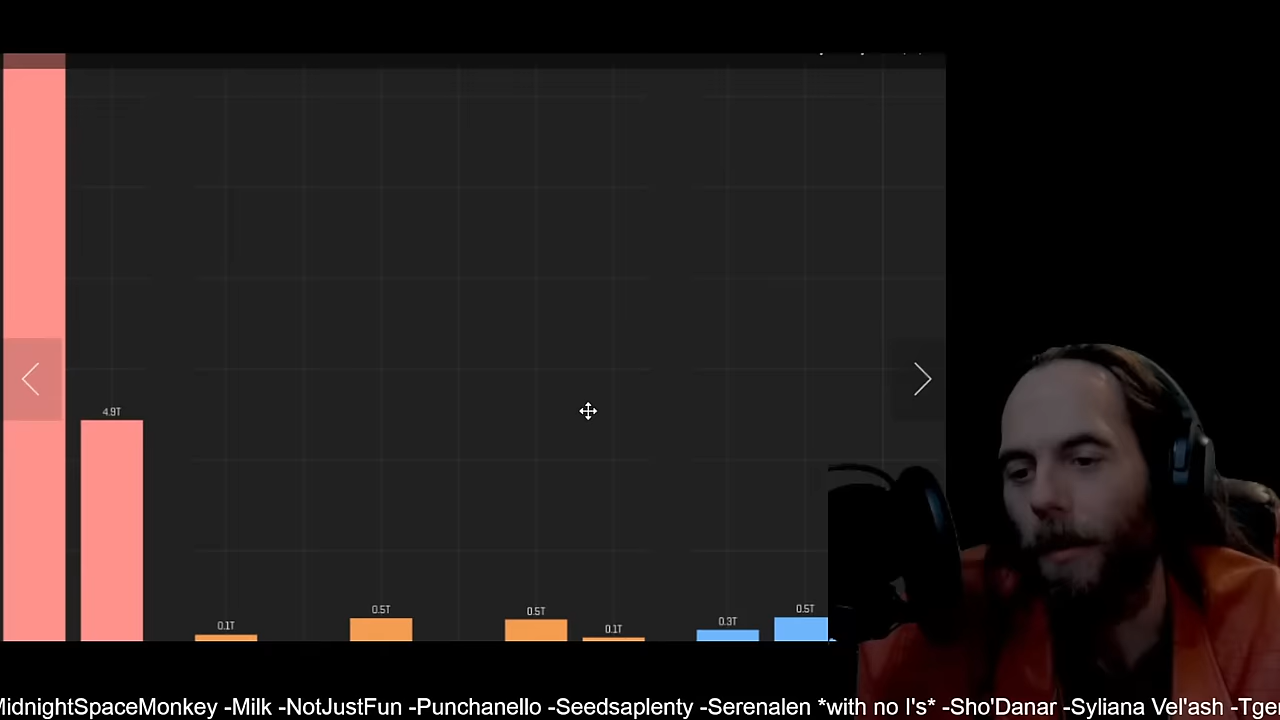 4.9T
0.5T
0.5T
0.5T
0.1T
0.1T
0.3T
MidnightSpaceMonkey -Milk -NotJustFun -Punchanello -Seedsaplenty -Serenalen *with no I's* -Sho'Danar -Syliana Vel'ash -Tge